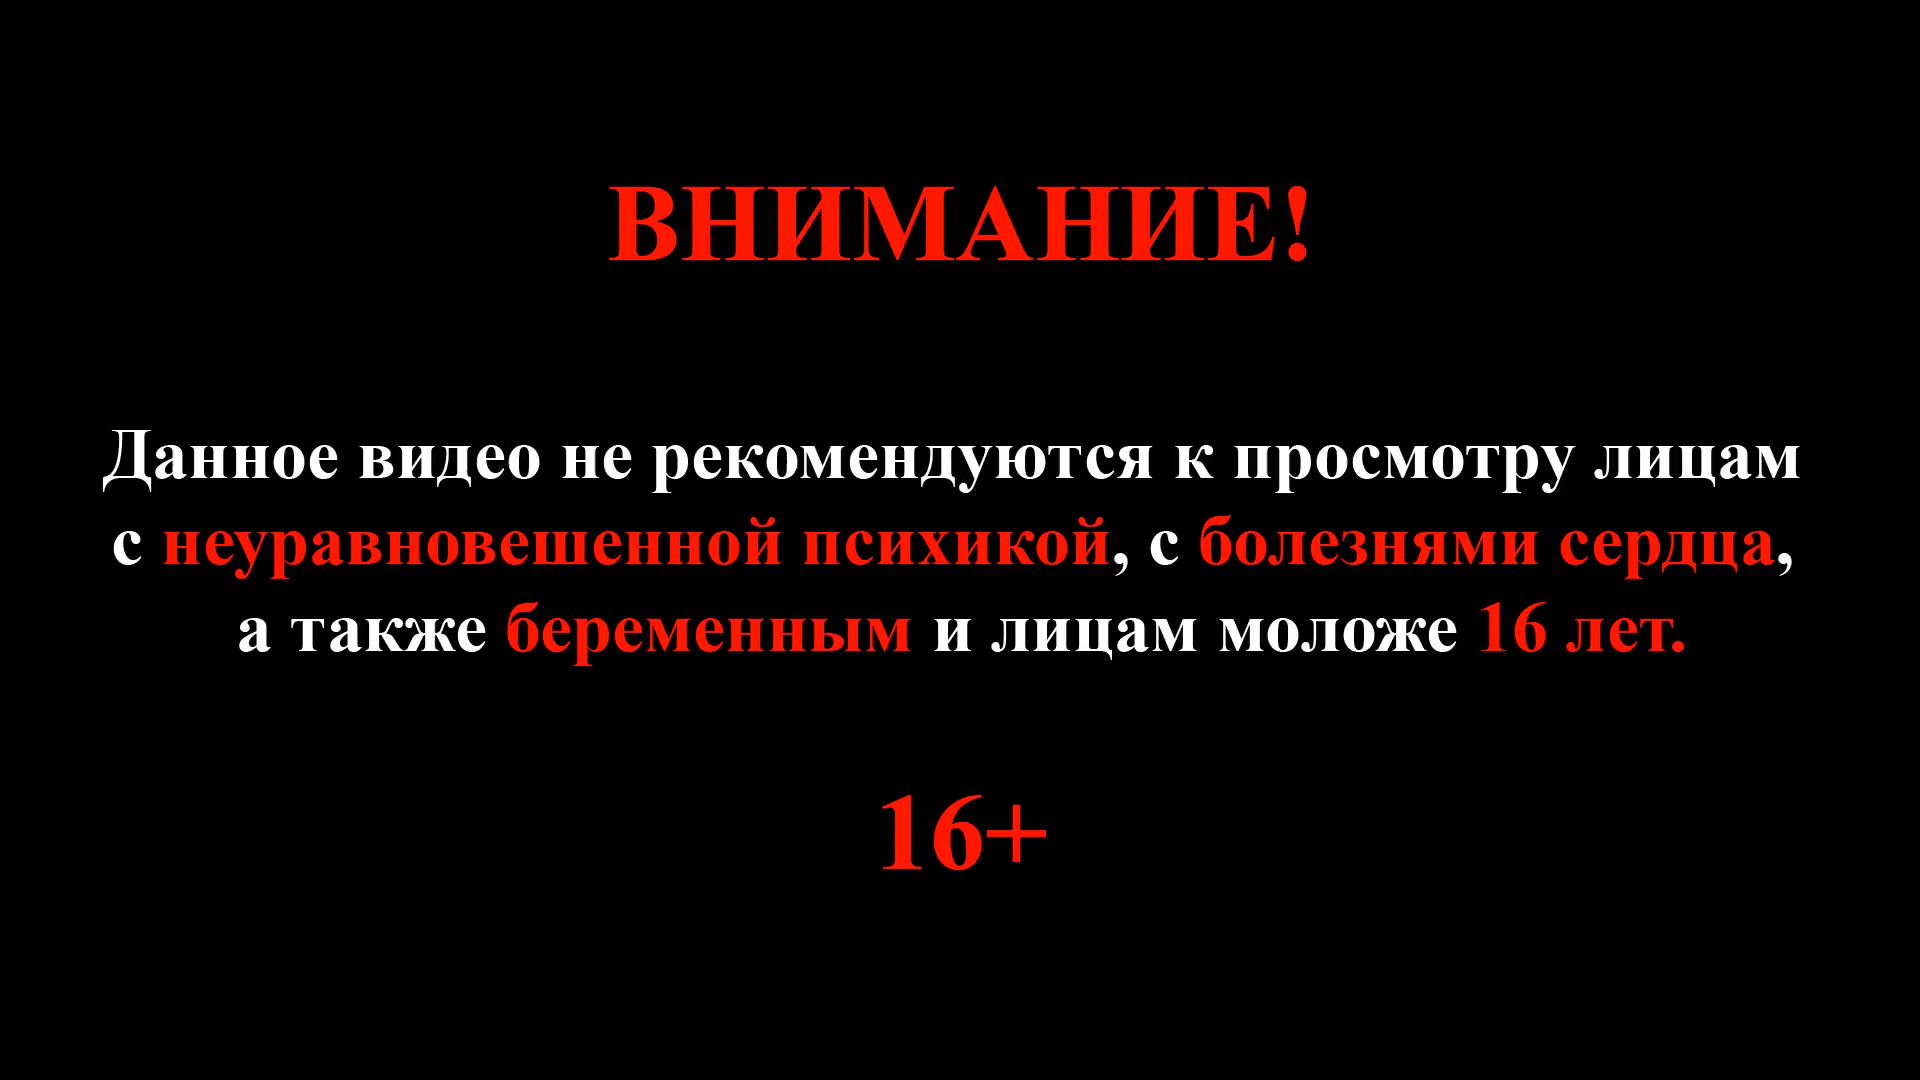 ВНИМАНИЕ!
Данное видео не рекомендуются к просмотру лицам
с неуравновешенной психикой, с болезнями сердца,
а также беременным и лицам моложе 16 лет.
16+